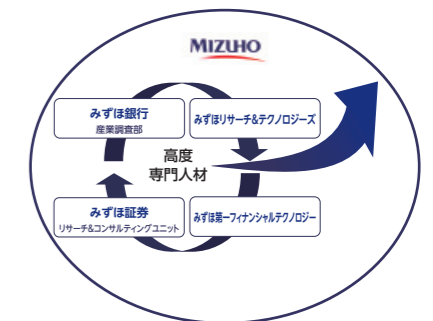 MIZUHO
みずほ銀行
産業調査部
みずほリサーチ&テクノロジーズ
高度
専門人材
みずほ証券
リサーチ&コンサルティングユニット
みずほ第一フィナンシャルテクノロジー